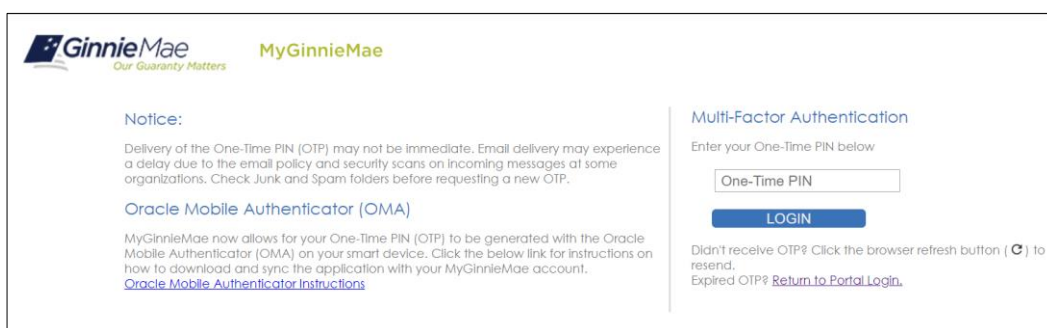 GinnieMae
Our Guaranty Matters
MyGinnieMae
Notice:
Delivery of the One-Time PIN (OTP) may not be immediate. Email delivery may experience
a delay due to the email policy and security scans on incoming messages at some
organizations. Check Junk and Spam folders before requesting a new OTP.
Oracle Mobile Authenticator (OMA)
MyGinnieMae now allows for your One-Time PIN (OTP) to be generated with the Oracle
Mobile Authenticator (OMA) on your smart device. Click the below link for instructions on
how to download and sync the application with your MyGinnieMae account.
Oracle Mobile Authenticator Instructions
Multi-Factor Authentication
Enter your One-Time PIN below
One-Time PIN
LOGIN
Didn't receive OTP? Click the browser refresh button ( ) to
resend.
Expired OTP? Return to Portal Login.